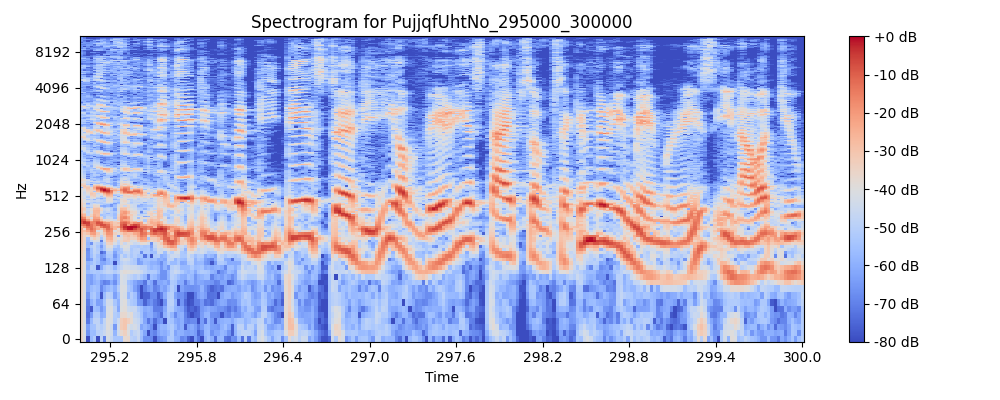 Spectrogram for PujjqfUhtNo_295000_300000
8192
4096
2048
1024
512
256
128
64
0
Hz
295.2 295.8 296.4 297.0 297.6 298.2 298.8 299.4 300.0
Time
+0 dB
-10 dB
-20 dB
-30 dB
-40 dB
-50 dB
-60 dB
-70 dB
-80 dB